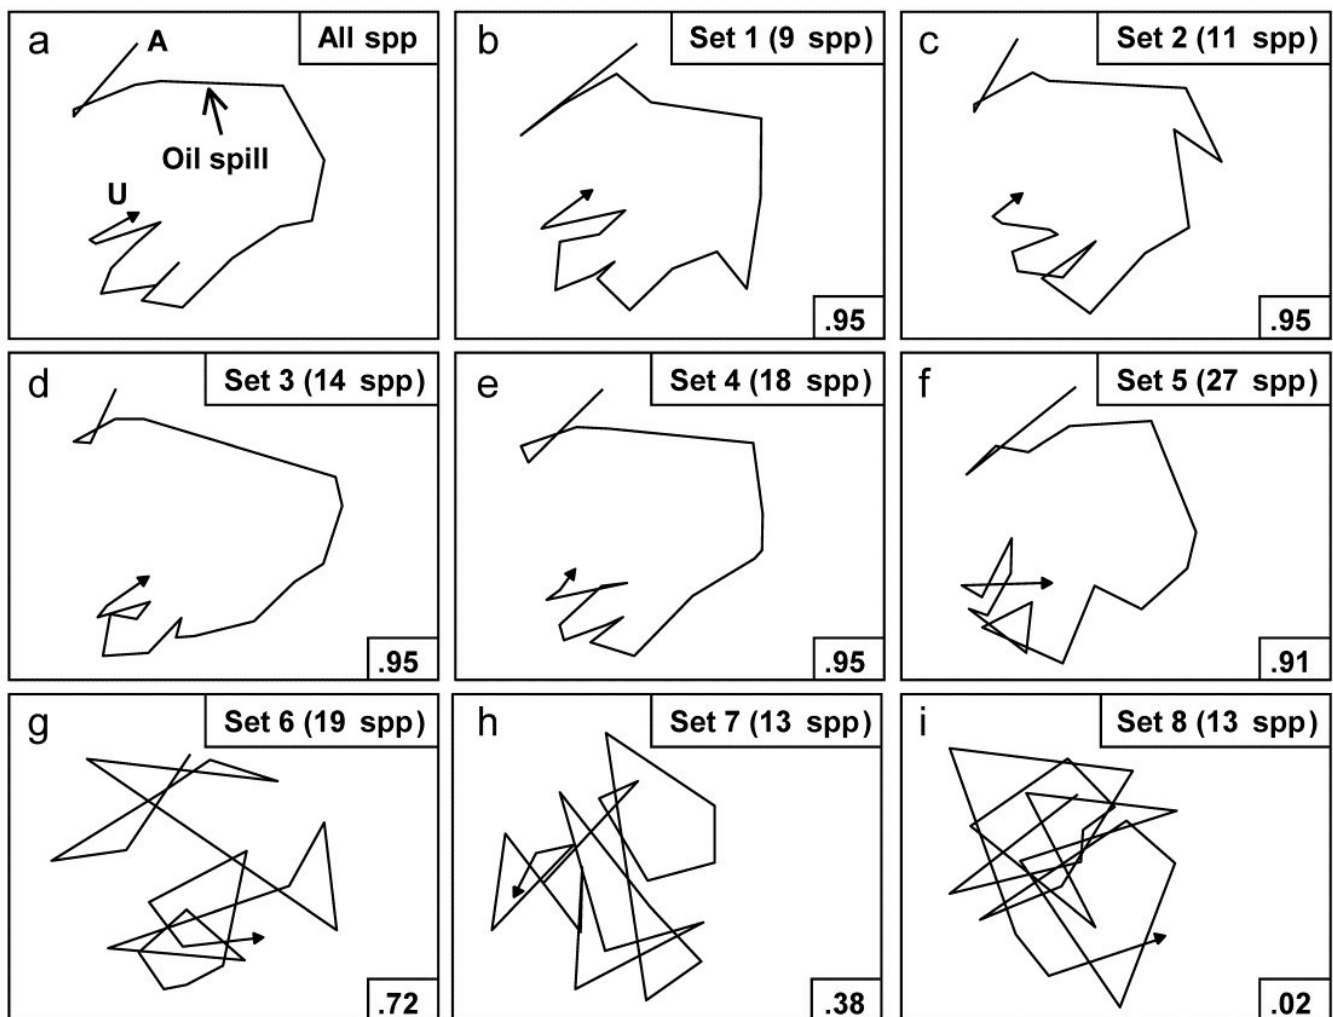 a
A
All spp
Oil spill
U
b
Set 1 (9 spp)
.95
c
Set 2 (11 spp)
.95
d
Set 3 (14 spp)
.95
e
Set 4 (18 spp)
.95
f
Set 5 (27 spp)
.91
g
Set 6 (19 spp)
.72
h
Set 7 (13 spp)
.38
i
Set 8 (13 spp)
.02